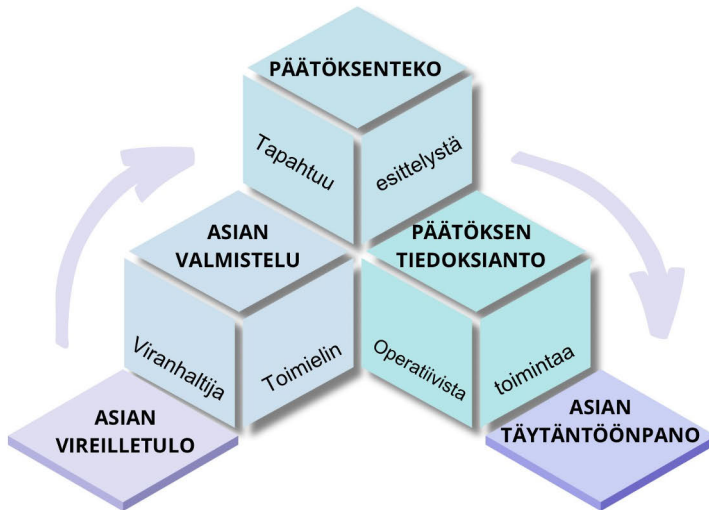 PÄÄTÖKSENTEKO
Tapahtuu
esittelystä
ASIAN
VALMISTELU
PÄÄTÖKSEN
TIEDOKSIANTO
Viranhaltija
Toimielin
Operatiivista
toimintaa
ASIAN
VIREILLETULO
ASIAN
TÄYTÄNTÖÖNPANO